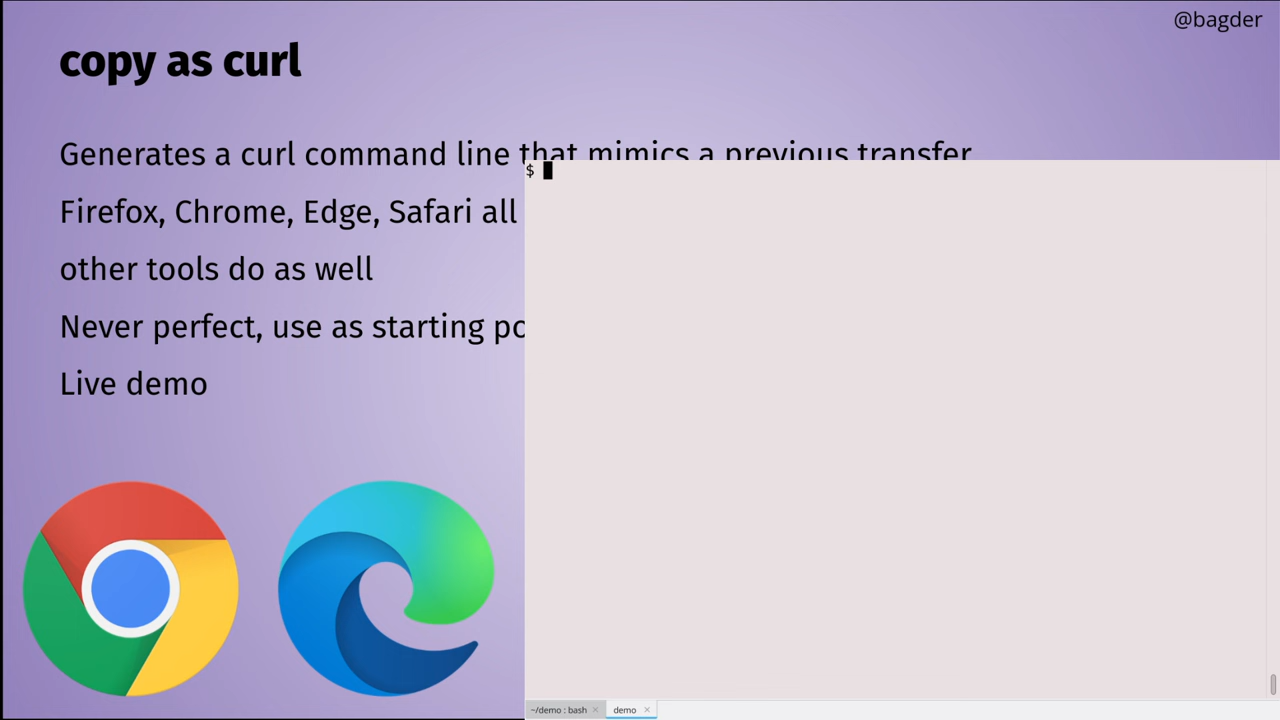 @bagder
copy as curl
Generates a curl command line that mimics a previous transfer
Firefox, Chrome, Edge, Safari all
other tools do as well
Never perfect, use as starting
Live demo
$
~/demo : bash
demo